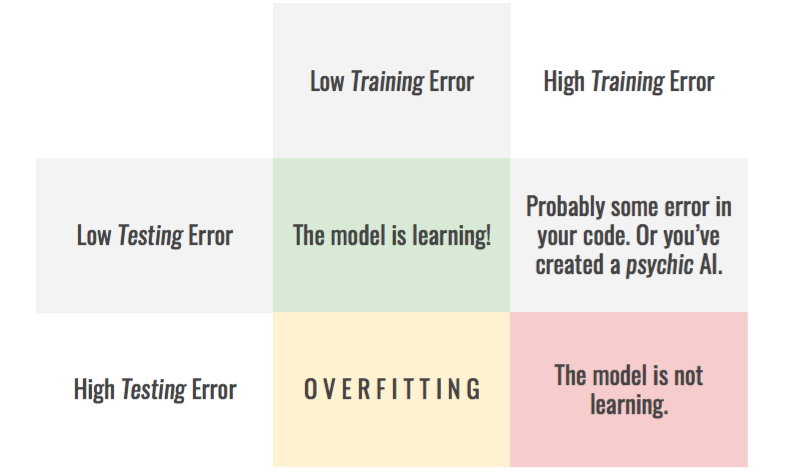 Low Training Error
High Training Error
Low Testing Error
The model is learning!
Probably some error in
your code. Or you’ve
created a psychic AI.
High Testing Error
OVERFITTING
The model is not
learning.